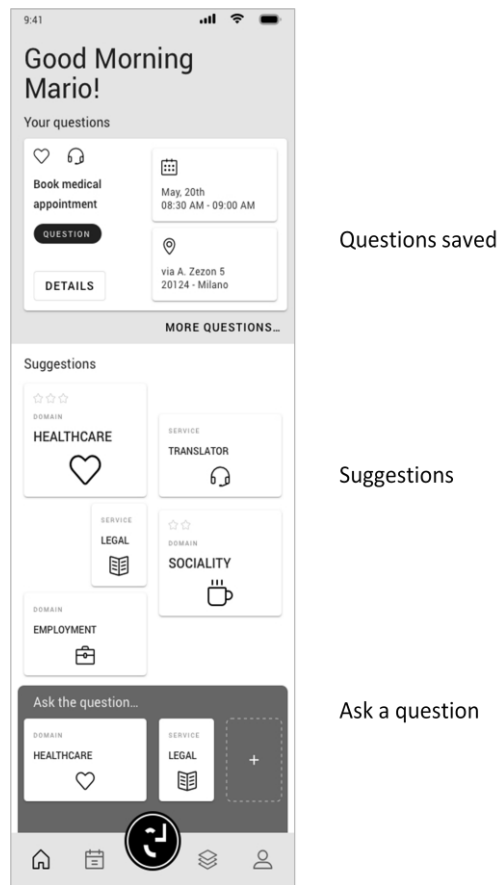 9:41
Good Morning
Mario!
Your questions
Book medical
appointment
QUESTION
DETAILS
May, 20th
08:30 AM - 09:00 AM
via A. Zezon 5
20124 - Milano
MORE QUESTIONS...
Questions saved
Suggestions
DOMAIN
HEALTHCARE
SERVICE
TRANSLATOR
SERVICE
LEGAL
DOMAIN
SOCIALITY
DOMAIN
EMPLOYMENT
Suggestions
Ask the question...
DOMAIN
HEALTHCARE
SERVICE
LEGAL
+
Ask a question